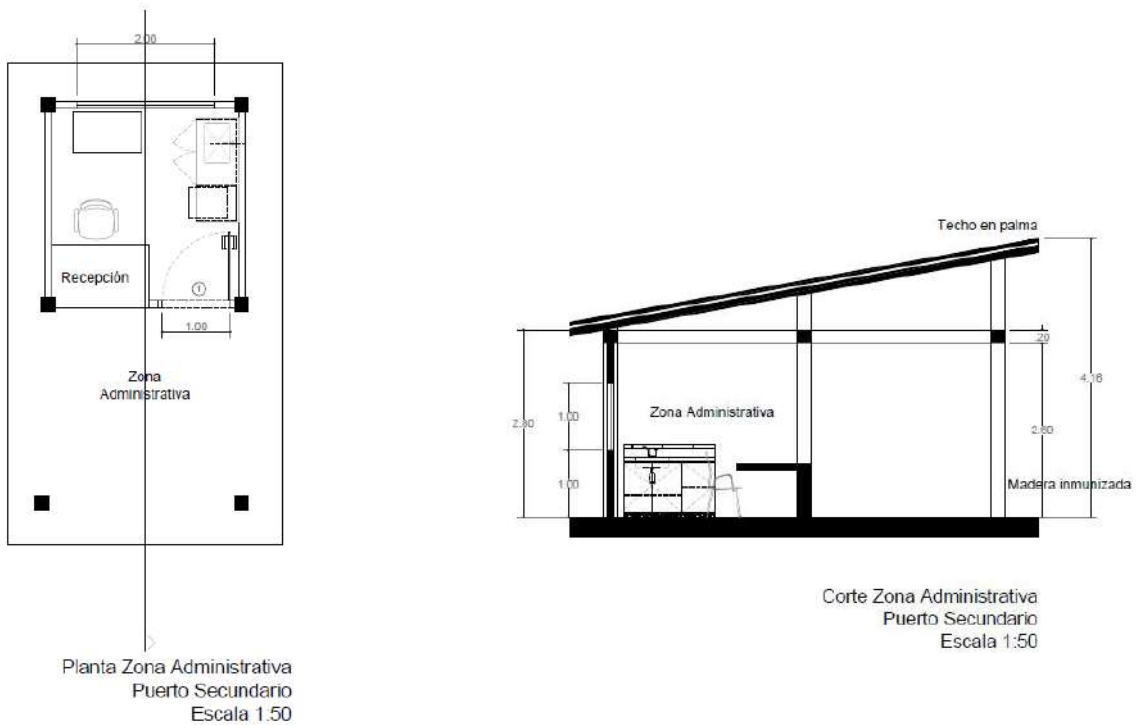 2.00
Recepción
1
1.00
Zona
Administrativa
Planta Zona Administrativa
Puerto Secundario
Escala 1:50
Techo en palma
.20
4.16
2.80
1.00
Zona Administrativa
2.60
1.00
Madera inmunizada
Corte Zona Administrativa
Puerto Secundario
Escala 1:50